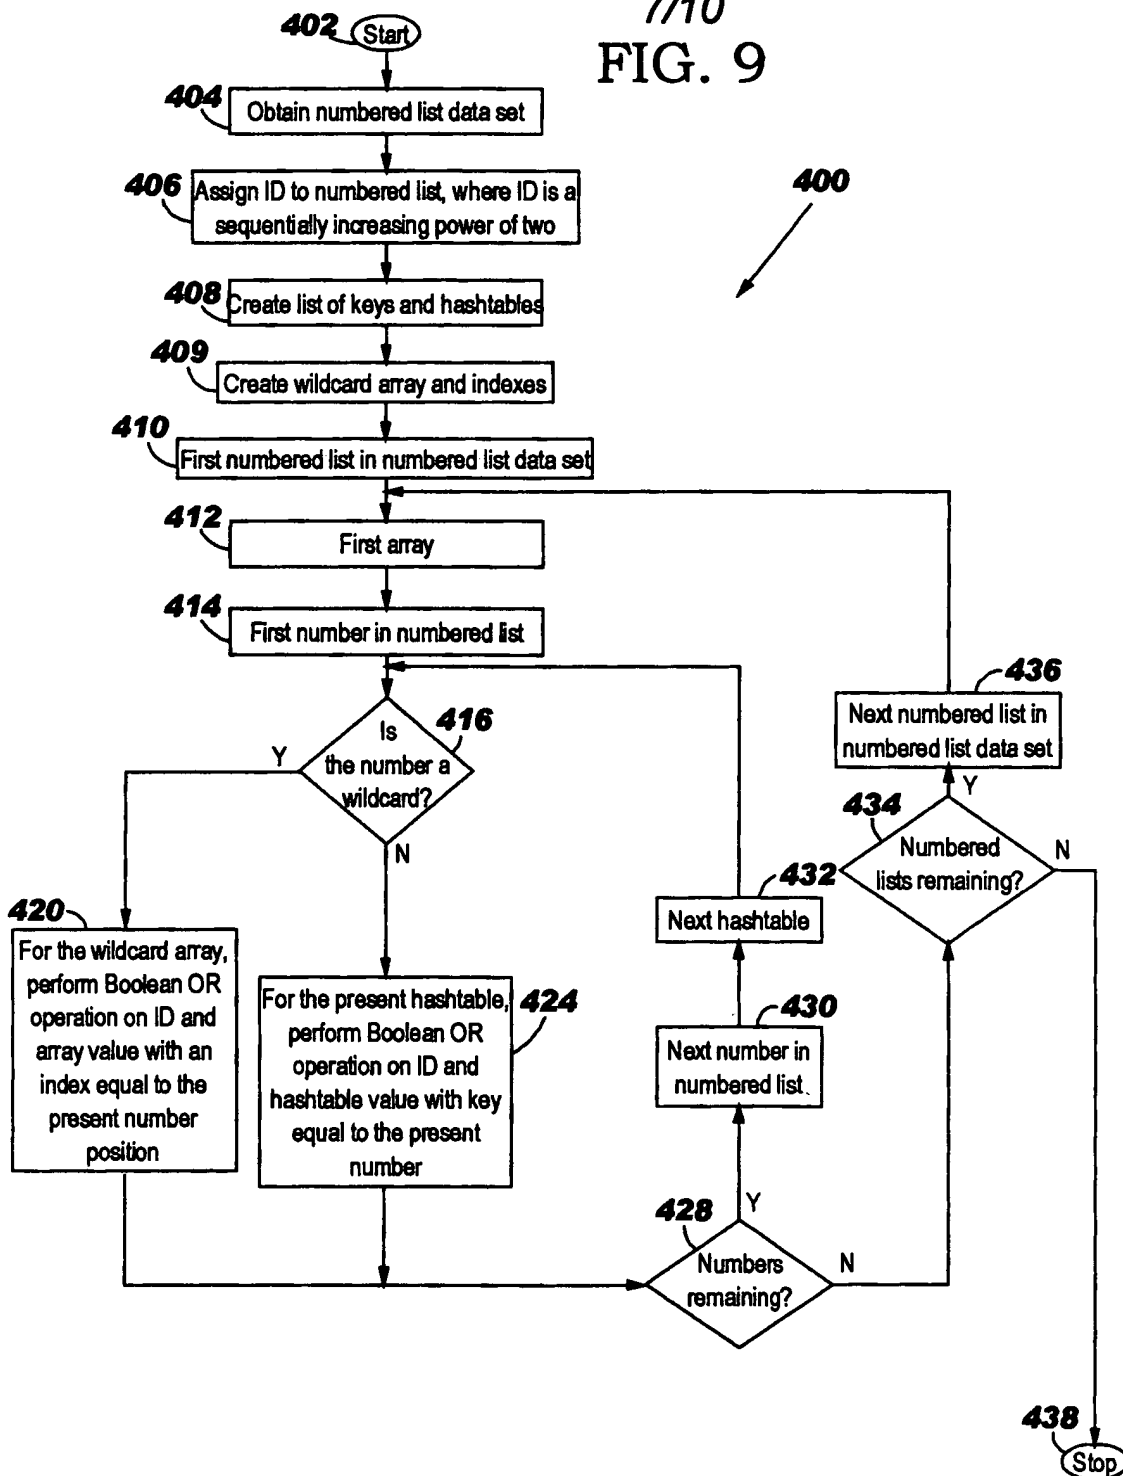 7/10
FIG. 9
402
Start
404
Obtain numbered list data set
406
Assign ID to numbered list, where ID is a
sequentially increasing power of two
400
408
Create list of keys and hashtables
409
Create wildcard array and indexes
410
First numbered list in numbered list data set
412
First array
414
First number in numbered list
416
Is
the number a
wildcard?
Y
N
420
For the wildcard array,
perform Boolean OR
operation on ID and
array value with an
index equal to the
present number
position
424
For the present hashtable,
perform Boolean OR
operation on ID and
hashtable value with key
equal to the present
number
428
Numbers
remaining?
Y
N
430
Next number in
numbered list
432
Next hashtable
434
Numbered
lists remaining?
Y
N
436
Next numbered list in
numbered list data set
438
Stop